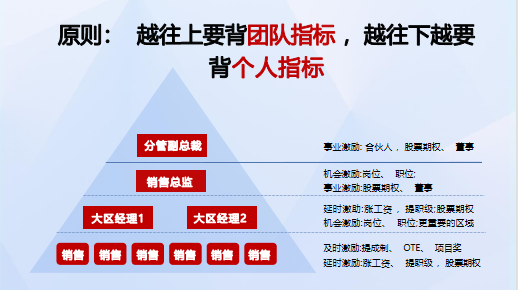 原则： 越往上要背团队指标 ，越往下越要
背个人指标
分管副总裁
事业激励: 合伙人 ，股票期权、 董事
销售总监
机会激励:岗位、 职位;
事业激励:股票期权、 董事
大区经理1 大区经理2
延时激励:涨工资 ，提职级;股票期权
机会激励:岗位、 职位;更重要的区域
销售 销售 销售 销售 销售 销售
及时激励:提成制、 OTE、 项目奖
延时激励:涨工资、 提职级 ，股票期权